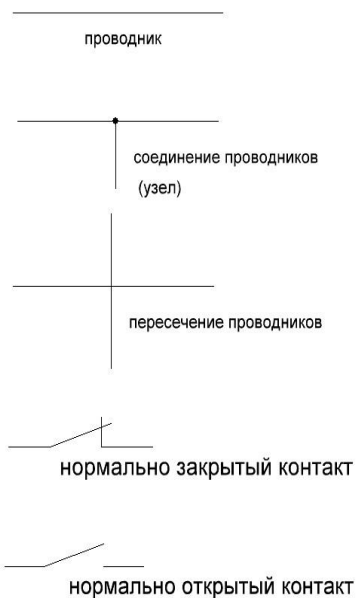 проводник
соединение проводников
(узел)
пересечение проводников
нормально закрытый контакт
нормально открытый контакт